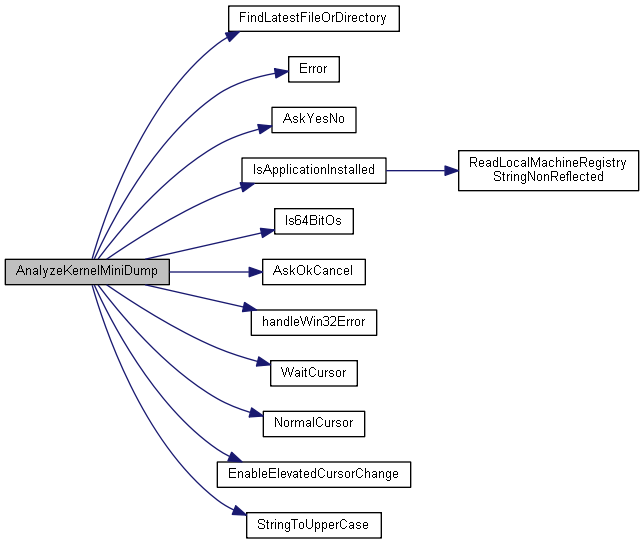 FindLatestFileOrDirectory
Error
AskYesNo
IsApplicationInstalled
ReadLocalMachineRegistry
StringNonReflected
Is64BitOs
AnalyzeKernelMiniDump
AskOkCancel
handleWin32Error
WaitCursor
NormalCursor
EnableElevatedCursorChange
StringToUpperCase